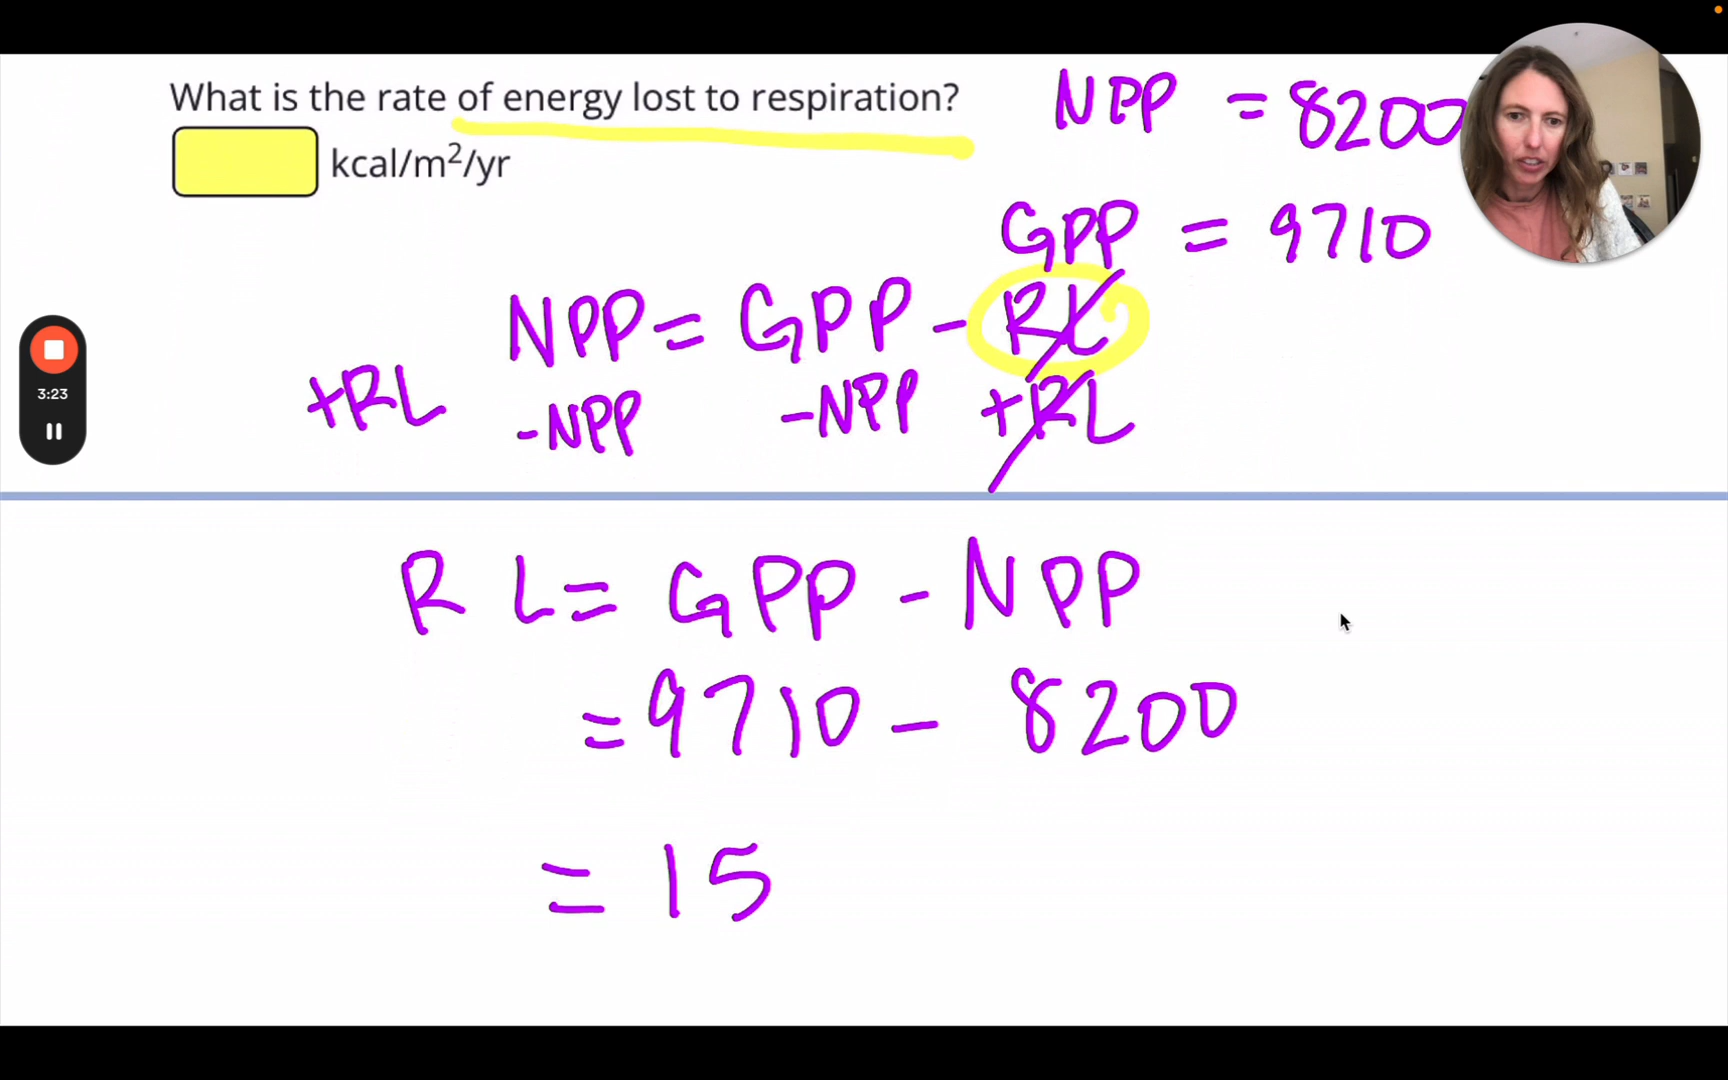 What is the rate of energy lost to respiration?
NPP = 8200
kcal/m²/yr
GPP = 9710
NPP = GPP - RL
+RL -NPP -NPP +RL
3:23
RL = GPP - NPP
= 9710 - 8200
= 15